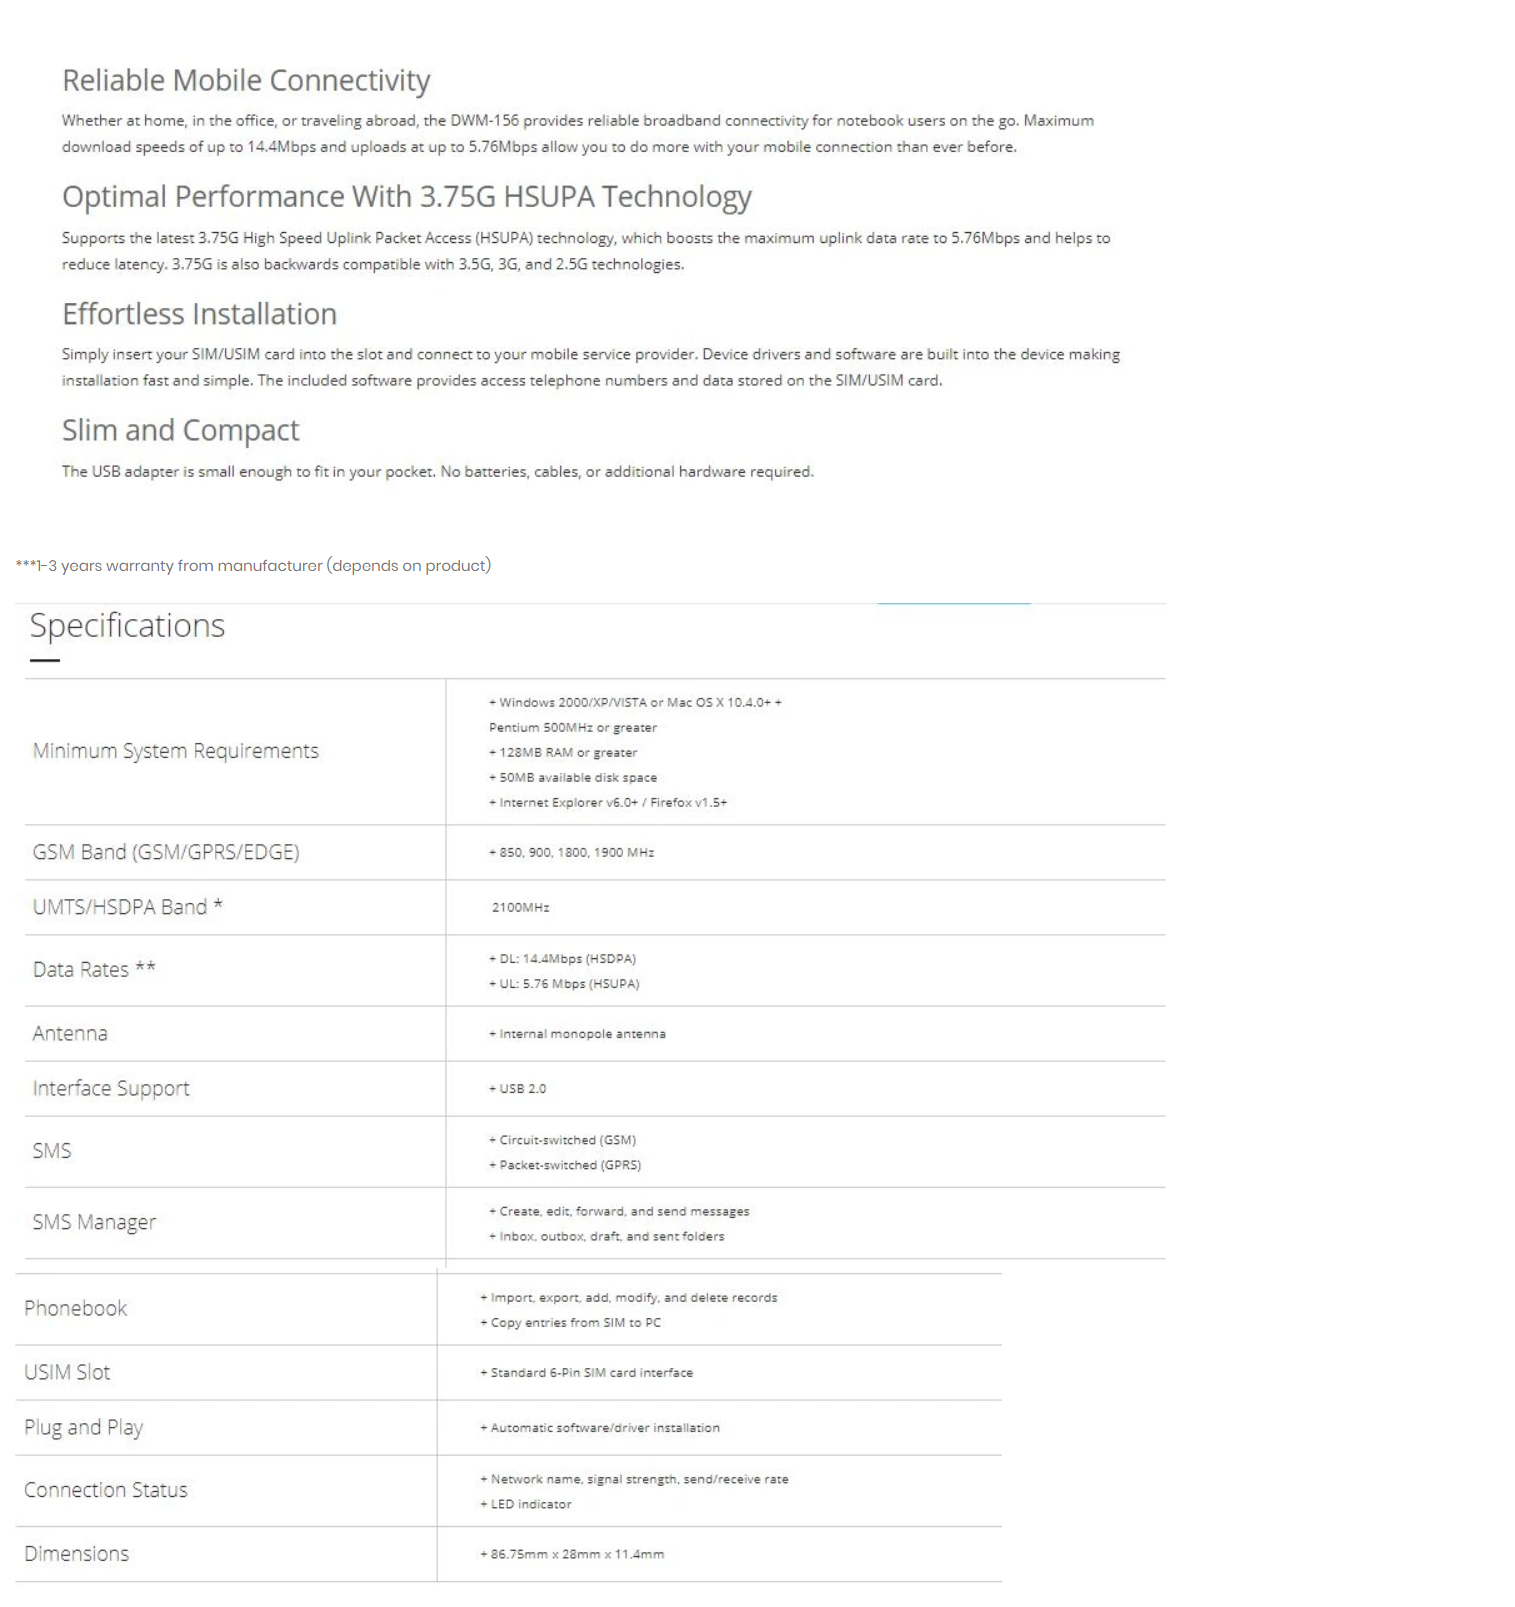 Reliable Mobile Connectivity
Whether at home, in the office, or traveling abroad, the DWM-156 provides reliable broadband connectivity for notebook users on the go. Maximum
download speeds of up to 14.4Mbps and uploads at up to 5.76Mbps allow you to do more with your mobile connection than ever before.
Optimal Performance With 3.75G HSUPA Technology
Supports the latest 3.75G High Speed Uplink Packet Access (HSUPA) technology, which boosts the maximum uplink data rate to 5.76Mbps and helps to
reduce latency. 3.75G is also backwards compatible with 3.5G, 3G, and 2.5G technologies.
Effortless Installation
Simply insert your SIM/USIM card into the slot and connect to your mobile service provider. Device drivers and software are built into the device making
installation fast and simple. The included software provides access telephone numbers and data stored on the SIM/USIM card.
Slim and Compact
The USB adapter is small enough to fit in your pocket. No batteries, cables, or additional hardware required.
***1-3 years warranty from manufacturer (depends on product)
Specifications
Minimum System Requirements
+ Windows 2000/XP/VISTA or Mac OS X 10.4.0+ +
Pentium 500MHz or greater
+ 128MB RAM or greater
+ 50MB available disk space
+ Internet Explorer v6.0+ / Firefox v1.5+
GSM Band (GSM/GPRS/EDGE)
+ 850, 900, 1800, 1900 MHz
UMTS/HSDPA Band *
2100MHz
Data Rates **
+ DL: 14.4Mbps (HSDPA)
+ UL: 5.76 Mbps (HSUPA)
Antenna
+ Internal monopole antenna
Interface Support
+ USB 2.0
SMS
+ Circuit-switched (GSM)
+ Packet-switched (GPRS)
SMS Manager
+ Create, edit, forward, and send messages
+ Inbox, outbox, draft, and sent folders
Phonebook
+ Import, export, add, modify, and delete records
+ Copy entries from SIM to PC
USIM Slot
+ Standard 6-Pin SIM card interface
Plug and Play
+ Automatic software/driver installation
Connection Status
+ Network name, signal strength, send/receive rate
+ LED indicator
Dimensions
+ 86.75mm x 28mm x 11.4mm